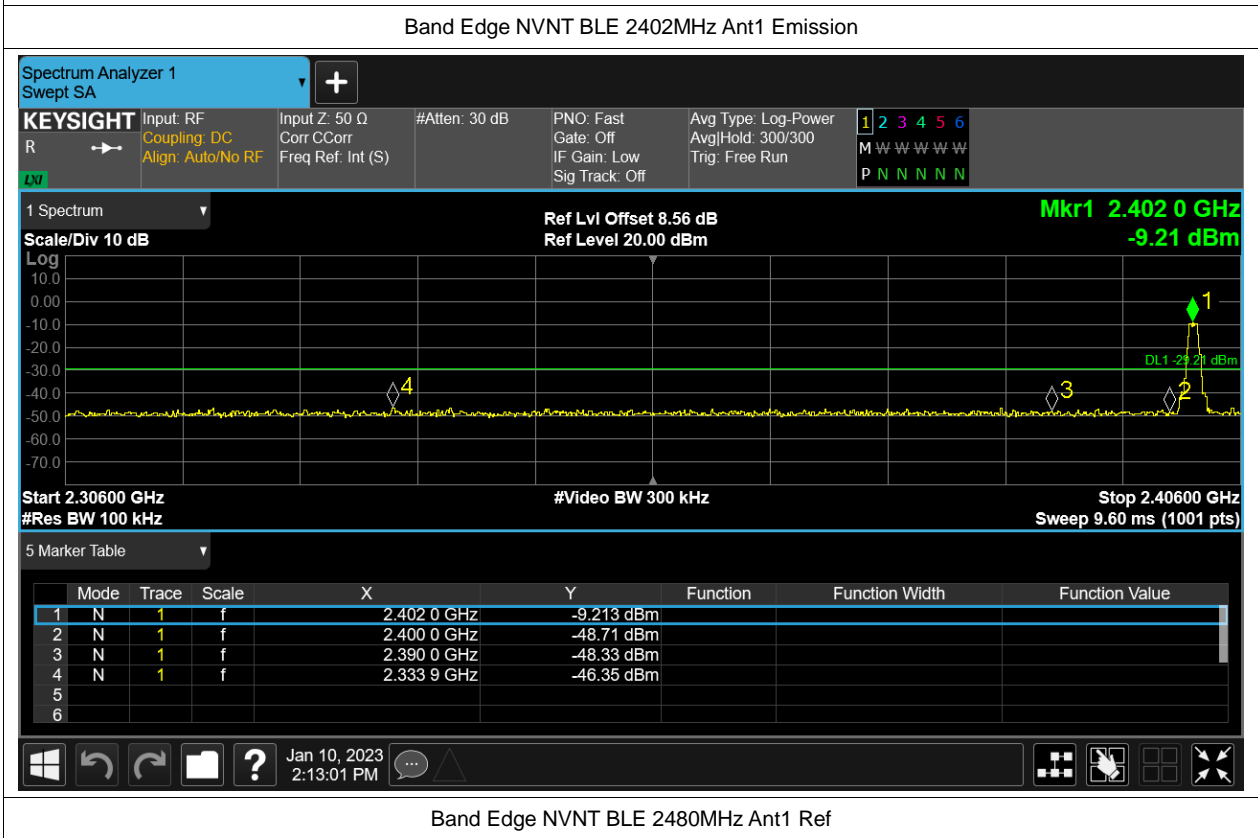 Band Edge NVNT BLE 2402MHz Ant1 Emission
Spectrum Analyzer 1
Swept SA
KEYSIGHT Input: RF Input Z: 50 Ω #Atten: 30 dB PNO: Fast Avg Type: Log-Power 1 2 3 4 5 6
R Coupling: DC Corr CCorr Gate: Off Avg|Hold: 300/300 M W W W W W W
Align: Auto/No RF Freq Ref: Int (S) IF Gain: Low Trig: Free Run
LXI Sig Track: Off P N N N N N
1 Spectrum Ref Lvl Offset 8.56 dB Mkr1 2.402 0 GHz
Scale/Div 10 dB Ref Level 20.00 dBm -9.21 dBm
Log
10.0
0.00 1
-10.0
-20.0
-30.0 DL1 -29.21 dBm
-40.0 4 3 2
-50.0
-60.0
-70.0
Start 2.30600 GHz #Video BW 300 kHz Stop 2.40600 GHz
#Res BW 100 kHz Sweep 9.60 ms (1001 pts)
5 Marker Table
Mode Trace Scale X Y Function Function Width Function Value
1 N 1 f 2.402 0 GHz -9.213 dBm
2 N 1 f 2.400 0 GHz -48.71 dBm
3 N 1 f 2.390 0 GHz -48.33 dBm
4 N 1 f 2.333 9 GHz -46.35 dBm
5
6
? Jan 10, 2023
2:13:01 PM
Band Edge NVNT BLE 2480MHz Ant1 Ref